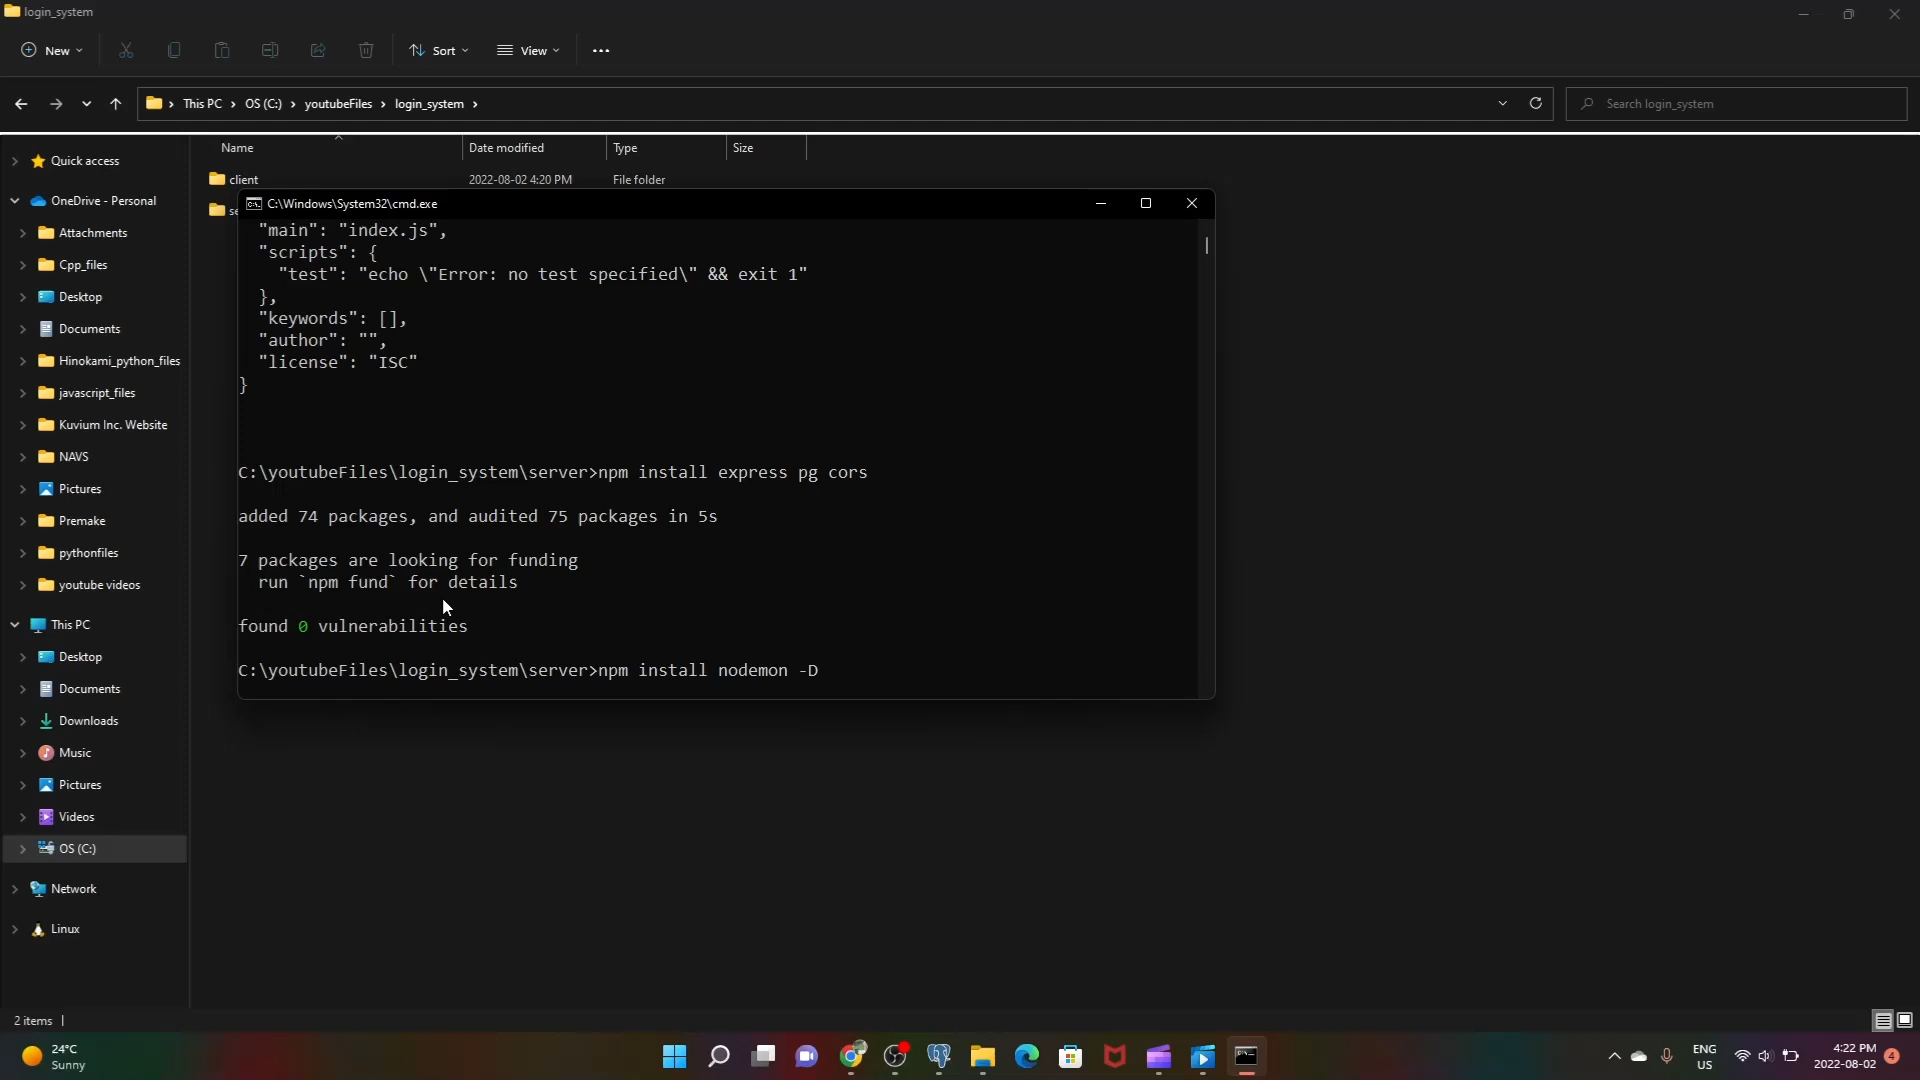 login_system
New
Sort
View
This PC
OS (C:)
youtubeFiles
login_system
Search login_system
Name
Date modified
Type
Size
client
2022-08-02 4:20 PM
File folder
Quick access
OneDrive - Personal
Attachments
Cpp_files
Desktop
Documents
Hinokami_python_files
javascript_files
Kuvium Inc. Website
NAVS
Pictures
Premake
pythonfiles
youtube videos
This PC
Desktop
Documents
Downloads
Music
Pictures
Videos
OS (C:)
Network
Linux
C:\Windows\System32\cmd.exe
"main": "index.js",
"scripts": {
"test": "echo \"Error: no test specified\" && exit 1"
},
"keywords": [],
"author": "",
"license": "ISC"
}
C:\youtubeFiles\login_system\server>npm install express pg cors
added 74 packages, and audited 75 packages in 5s
7 packages are looking for funding
run `npm fund` for details
found 0 vulnerabilities
C:\youtubeFiles\login_system\server>npm install nodemon -D
2 items
24°C
Sunny
ENG
US
4:22 PM
2022-08-02
4